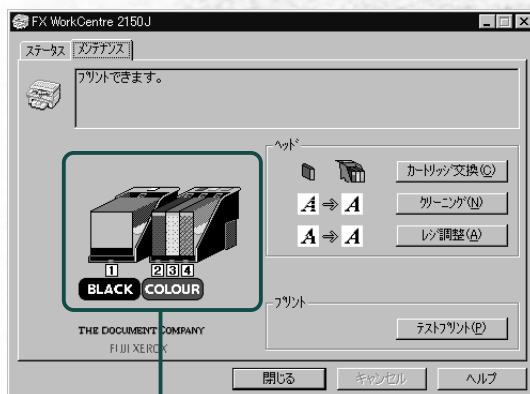 FX WorkCentre 2150J
ステータス メンテナンス
プリントできます。
ヘッド
カートリッジ交換(C)
A ⇒ A クリーニング(N)
A ⇒ A レジ調整(A)
1 2 3 4
BLACK COLOUR
プリント
テストプリント(P)
THE DOCUMENT COMPANY
FUJI XEROX
閉じる キャンセル ヘルプ